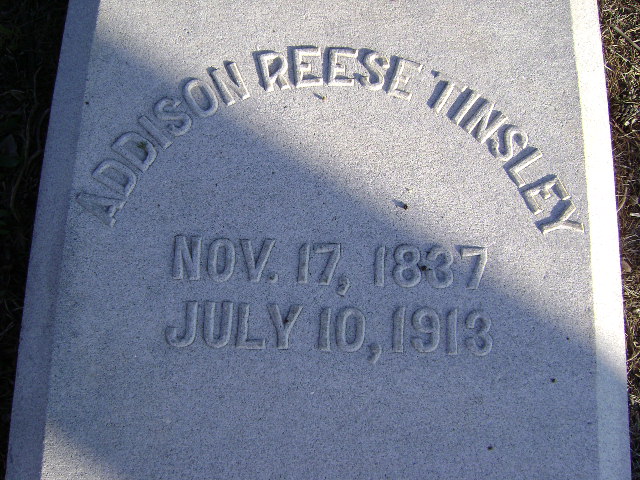 ADDISON REESE TINSLEY
NOV. 17, 1837
JULY 10, 1913